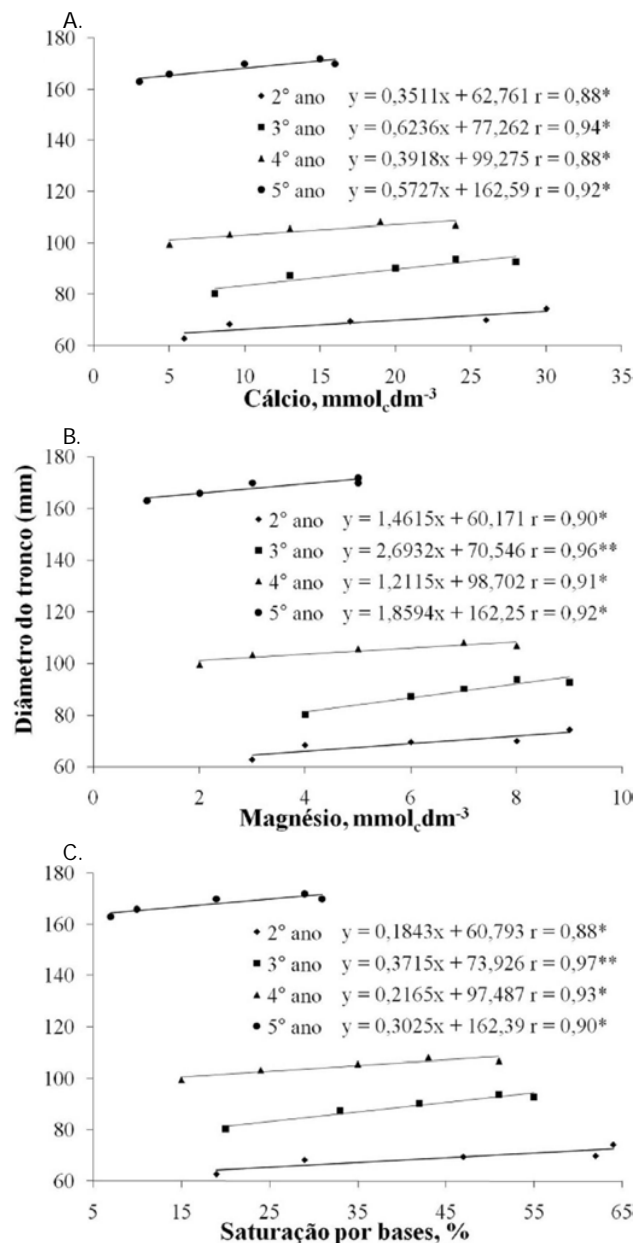 A.
180
160
140
120
100
80
60
2° ano y = 0,3511x + 62,761 r = 0,88*
3° ano y = 0,6236x + 77,262 r = 0,94*
4° ano y = 0,3918x + 99,275 r = 0,88*
5° ano y = 0,5727x + 162,59 r = 0,92*
0 5 10 15 20 25 30 35
Cálcio, mmolcdm-3
B.
Diâmetro do tronco (mm)
180
160
140
120
100
80
60
2° ano y = 1,4615x + 60,171 r = 0,90*
3° ano y = 2,6932x + 70,546 r = 0,96**
4° ano y = 1,2115x + 98,702 r = 0,91*
5° ano y = 1,8594x + 162,25 r = 0,92*
0 2 4 6 8 10
Magnésio, mmolcdm-3
C.
180
160
140
120
100
80
60
2° ano y = 0,1843x + 60,793 r = 0,88*
3° ano y = 0,3715x + 73,926 r = 0,97**
4° ano y = 0,2165x + 97,487 r = 0,93*
5° ano y = 0,3025x + 162,39 r = 0,90*
5 15 25 35 45 55 65
Saturação por bases, %